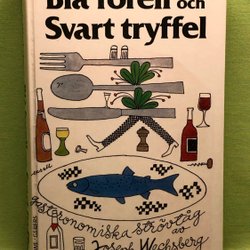 Blå forell och
Svart tryffel
gastronomiska strövtåg
av
Joseph Wechsberg